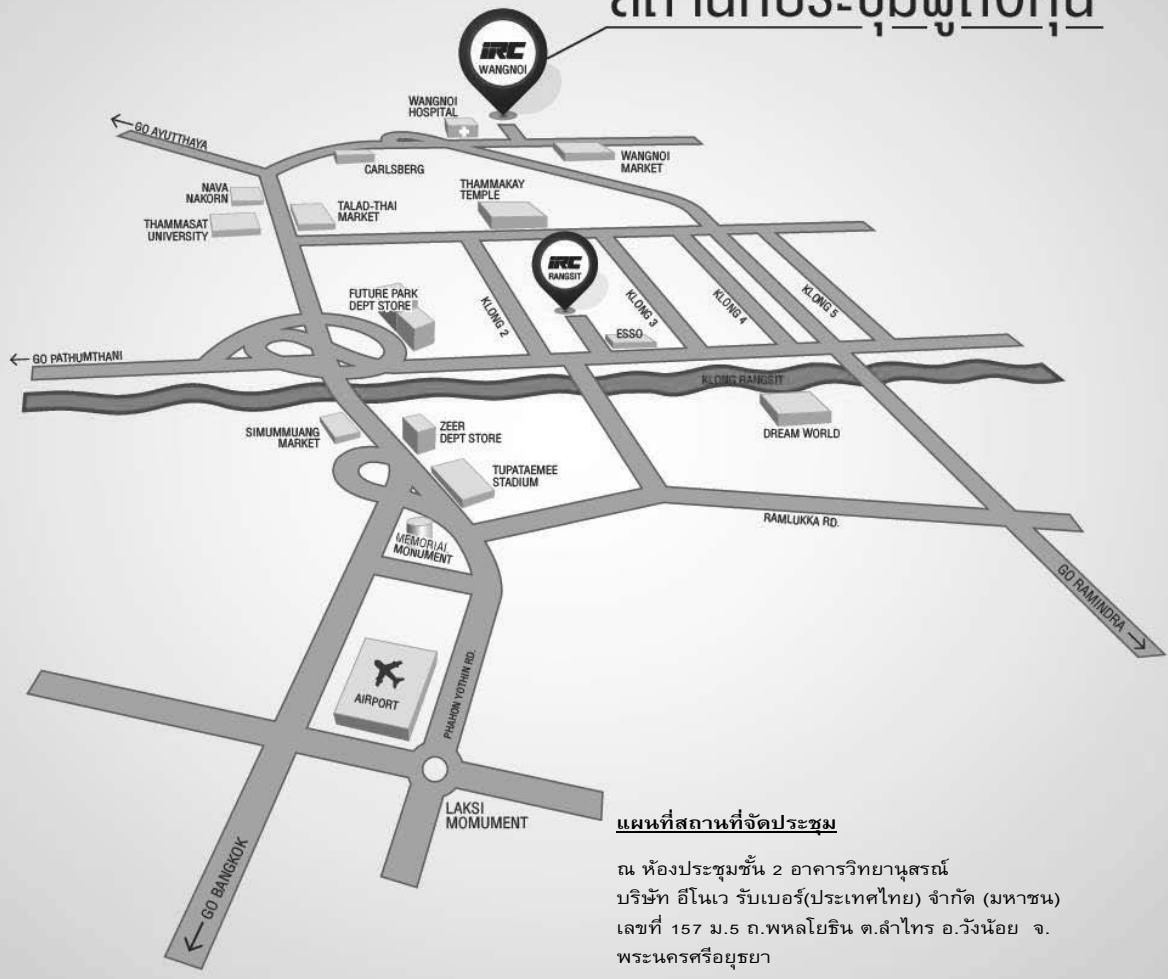 สถานที่ประชุมผู้ถือหุ้น
IRC
WANGNOI
WANGNOI
HOSPITAL
GO AYUTTHAYA
CARLSBERG
WANGNOI
MARKET
NAVA
NAKORN
THAMMASAT
UNIVERSITY
TALAD-THAI
MARKET
THAMMAKAY
TEMPLE
IRC
RANGSIT
FUTURE PARK
DEPT STORE
KLONG 2
KLONG 3
KLONG 4
KLONG 5
ESSO
GO PATHUMTHANI
KLONG RANGSIT
SIMUMMUANG
MARKET
ZEER
DEPT STORE
DREAM WORLD
TUPATAEMEE
STADIUM
RAMLUKKA RD.
MEMORIAL
MONUMENT
GO RAMINDRA
AIRPORT
PHAHON YOTHIN RD.
LAKSI
MOMUMENT
GO BANGKOK
แผนที่สถานที่จัดประชุม
ณ ห้องประชุมชั้น 2 อาคารวิทยานุสรณ์
บริษัท อีโนเว รับเบอร์(ประเทศไทย) จำกัด (มหาชน)
เลขที่ 157 ม.5 ถ.พหลโยธิน ต.ลำไทร อ.วังน้อย จ.
พระนครศรีอยุธยา